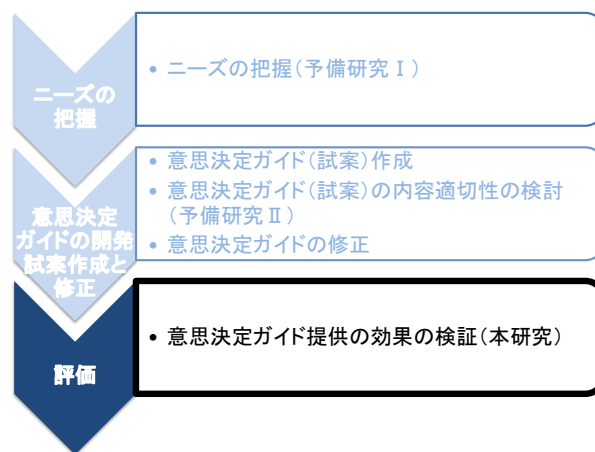 ニーズの
把握
• ニーズの把握(予備研究Ⅰ)
意思決定
ガイドの開発
試案作成と
修正
• 意思決定ガイド(試案)作成
• 意思決定ガイド(試案)の内容適切性の検討
(予備研究Ⅱ)
• 意思決定ガイドの修正
評価
• 意思決定ガイド提供の効果の検証(本研究)